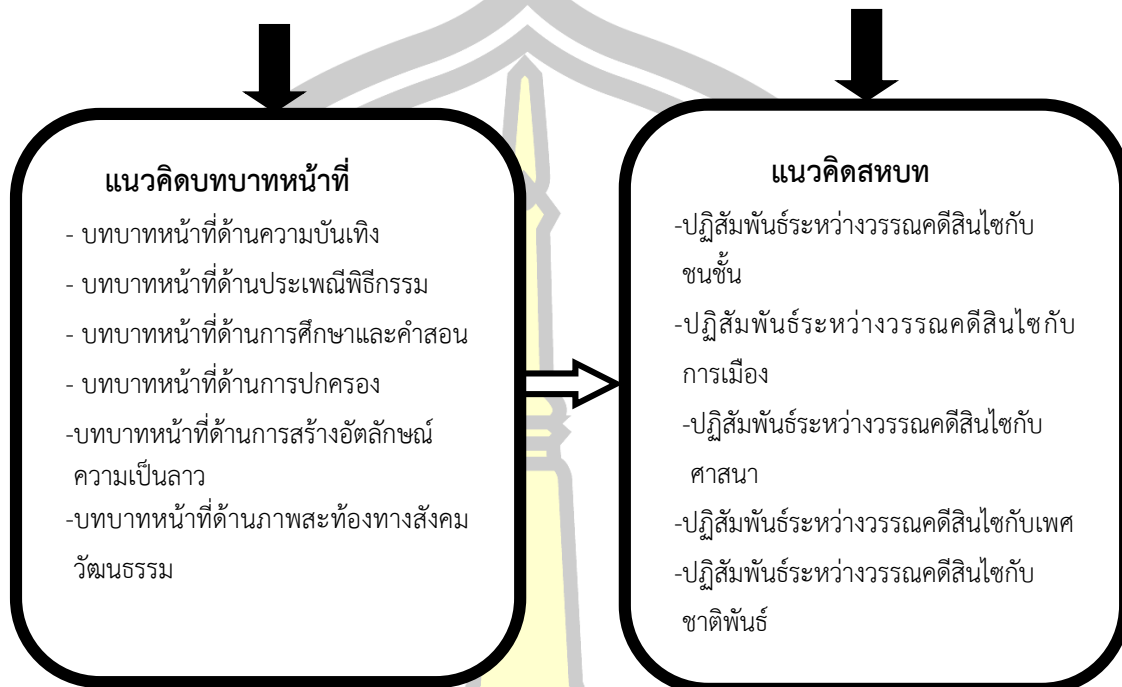 แนวคิดบทบาทหน้าที่
- บทบาทหน้าที่ด้านความบันเทิง
- บทบาทหน้าที่ด้านประเพณีพิธีกรรม
- บทบาทหน้าที่ด้านการศึกษาและคำสอน
- บทบาทหน้าที่ด้านการปกครอง
-บทบาทหน้าที่ด้านการสร้างอัตลักษณ์
ความเป็นลาว
-บทบาทหน้าที่ด้านภาพสะท้องทางสังคม
วัฒนธรรม
แนวคิดสหบท
-ปฏิสัมพันธ์ระหว่างวรรณคดีสินไซกับ
ชนชั้น
-ปฏิสัมพันธ์ระหว่างวรรณคดีสินไซกับ
การเมือง
-ปฏิสัมพันธ์ระหว่างวรรณคดีสินไซกับ
ศาสนา
-ปฏิสัมพันธ์ระหว่างวรรณคดีสินไซกับเพศ
-ปฏิสัมพันธ์ระหว่างวรรณคดีสินไซกับ
ชาติพันธ์